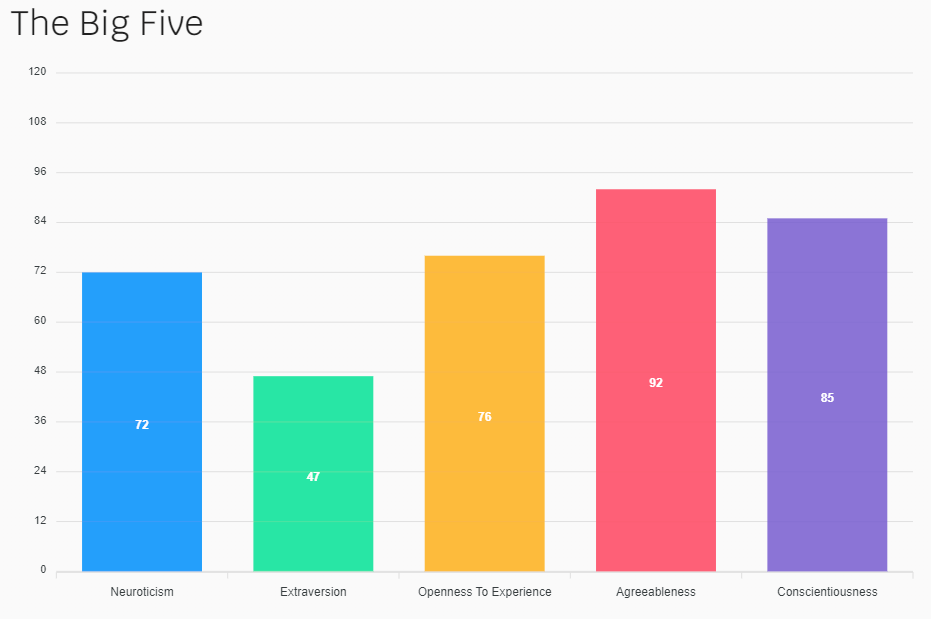 The Big Five
120
108
96
84
72
60
48
36
24
12
0
72
47
76
92
85
Neuroticism
Extraversion
Openness To Experience
Agreeableness
Conscientiousness